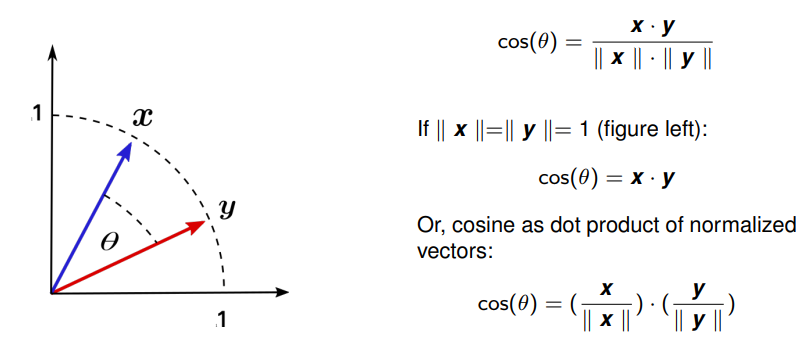 1
x
y
θ
1
cos(θ) = x · y / ‖ x ‖ · ‖ y ‖
If ‖ x ‖=‖ y ‖= 1 (figure left):
cos(θ) = x · y
Or, cosine as dot product of normalized
vectors:
cos(θ) = (x / ‖ x ‖) · (y / ‖ y ‖)